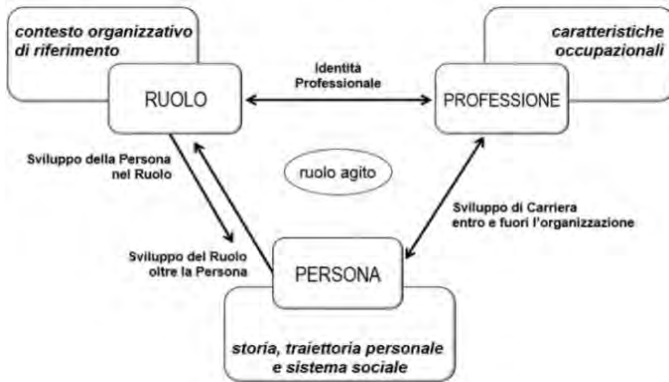 contesto organizzativo
di riferimento
caratteristiche
occupazionali
Identità
Professionale
RUOLO
PROFESSIONE
Sviluppo della Persona
nel Ruolo
ruolo agito
Sviluppo di Carriera
entro e fuori l'organizzazione
Sviluppo del Ruolo
oltre la Persona
PERSONA
storia, traiettoria personale
e sistema sociale